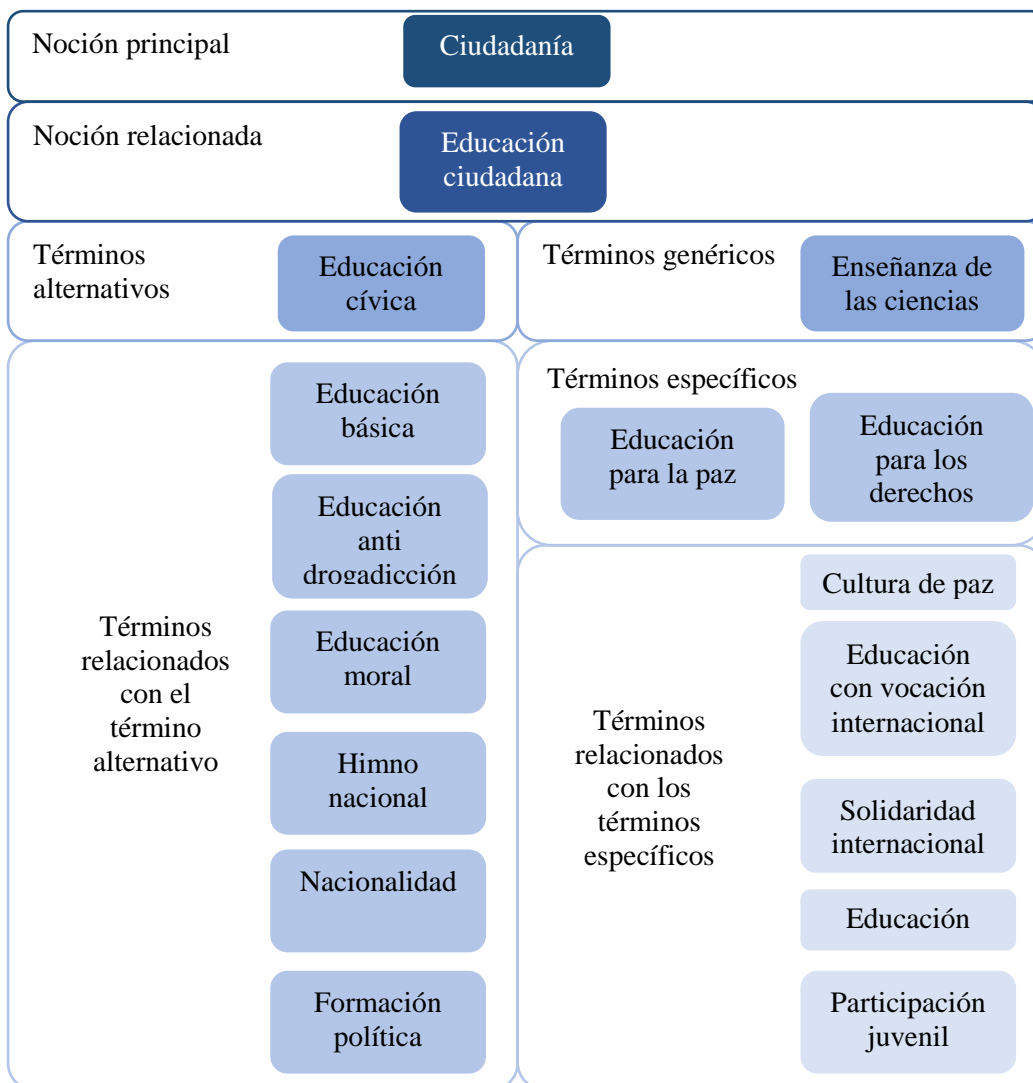 Noción principal
Ciudadanía
Noción relacionada
Educación
ciudadana
Términos
alternativos
Educación
cívica
Términos genéricos
Enseñanza de
las ciencias
Términos
relacionados
con el
término
alternativo
Educación
básica
Educación
anti
drogadicción
Educación
moral
Himno
nacional
Nacionalidad
Formación
política
Términos específicos
Educación
para la paz
Educación
para los
derechos
Términos
relacionados
con los
términos
específicos
Cultura de paz
Educación
con vocación
internacional
Solidaridad
internacional
Educación
Participación
juvenil